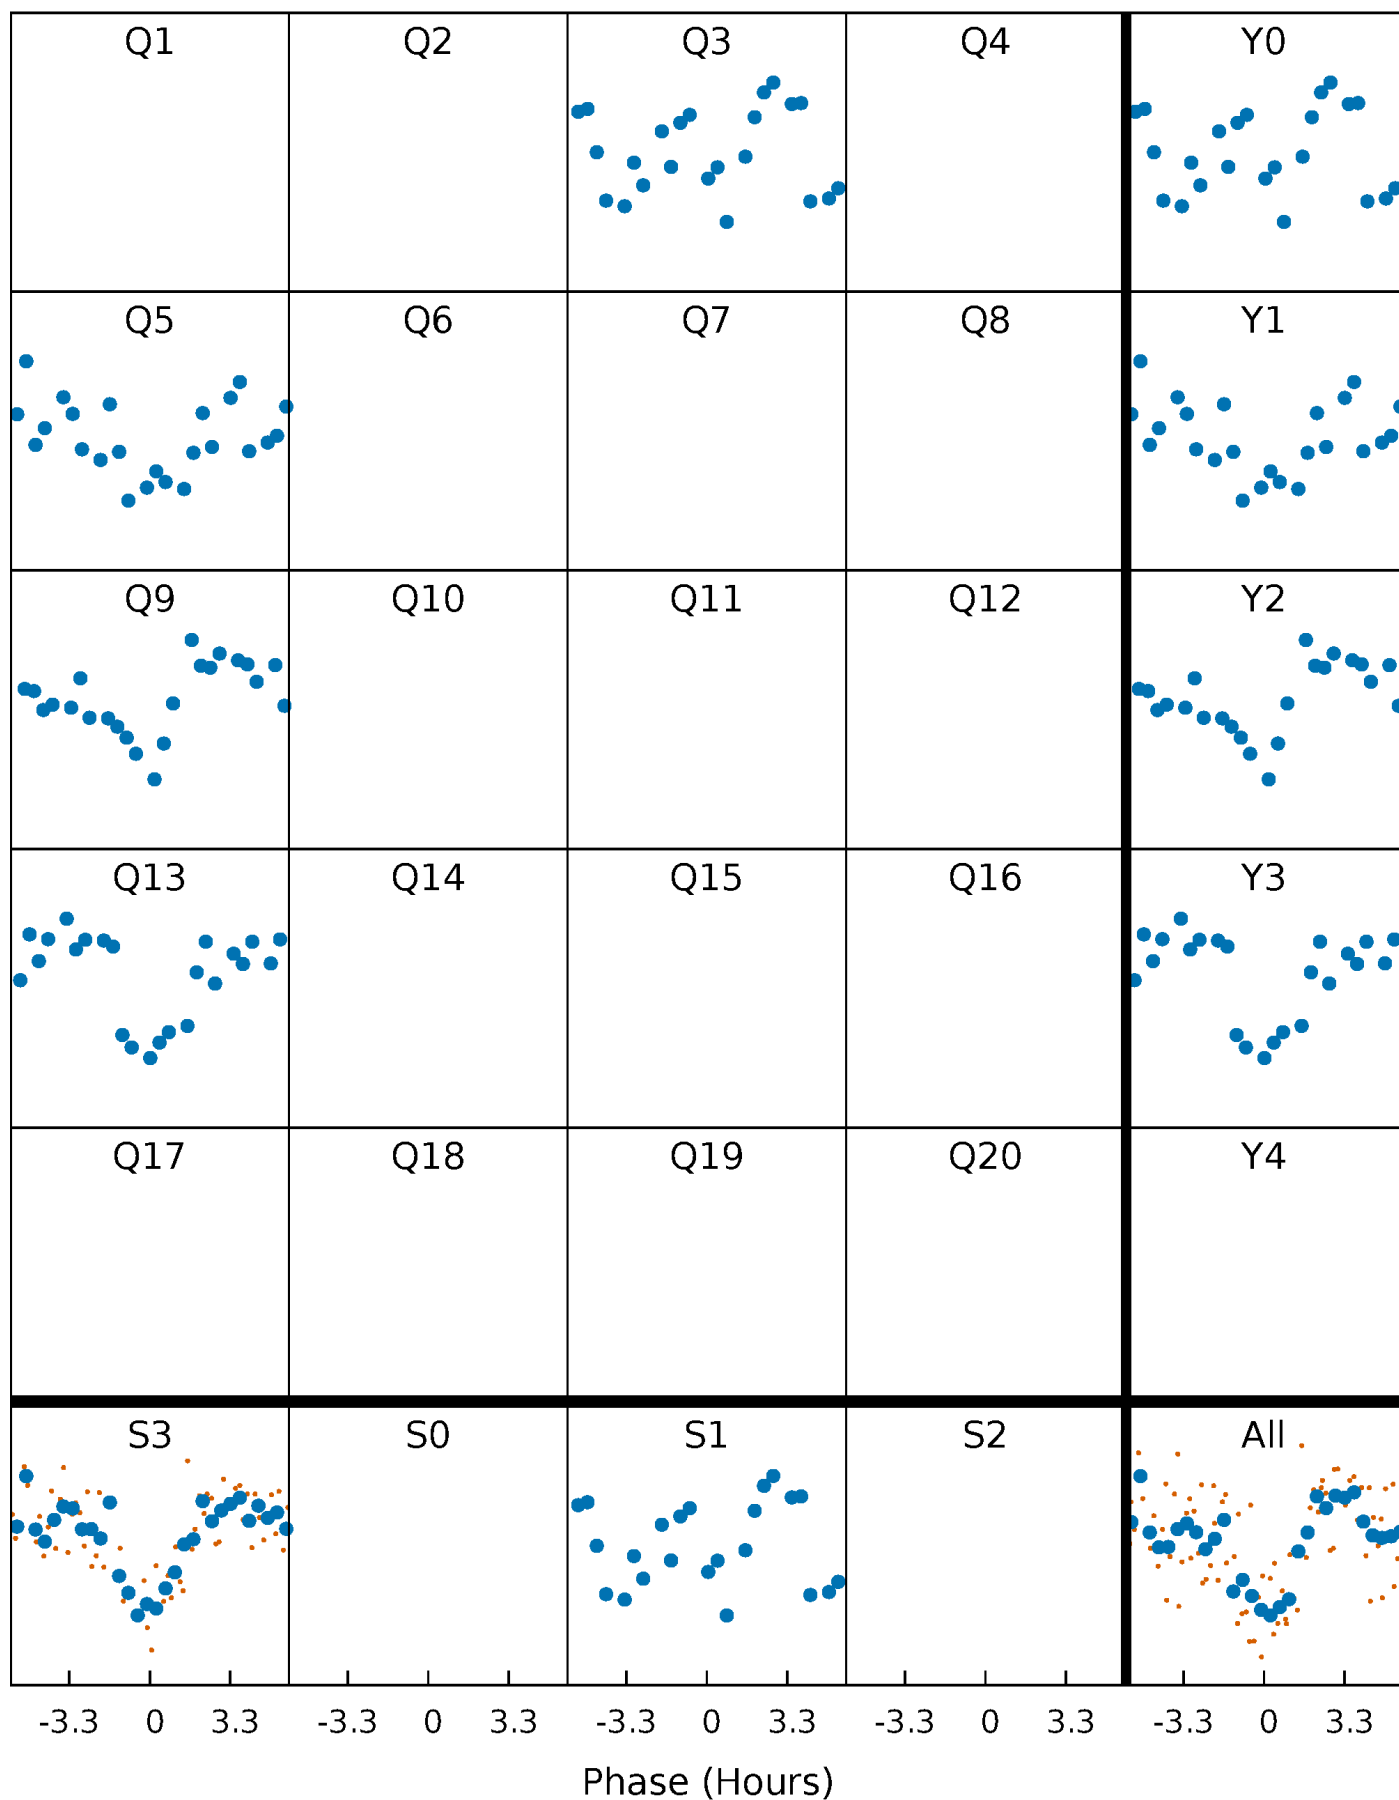 Q1 Q2 Q3 Q4 Y0
Q5 Q6 Q7 Q8 Y1
Q9 Q10 Q11 Q12 Y2
Q13 Q14 Q15 Q16 Y3
Q17 Q18 Q19 Q20 Y4
S3 S0 S1 S2 All
-3.3 0 3.3 -3.3 0 3.3 -3.3 0 3.3 -3.3 0 3.3 -3.3 0 3.3
Phase (Hours)